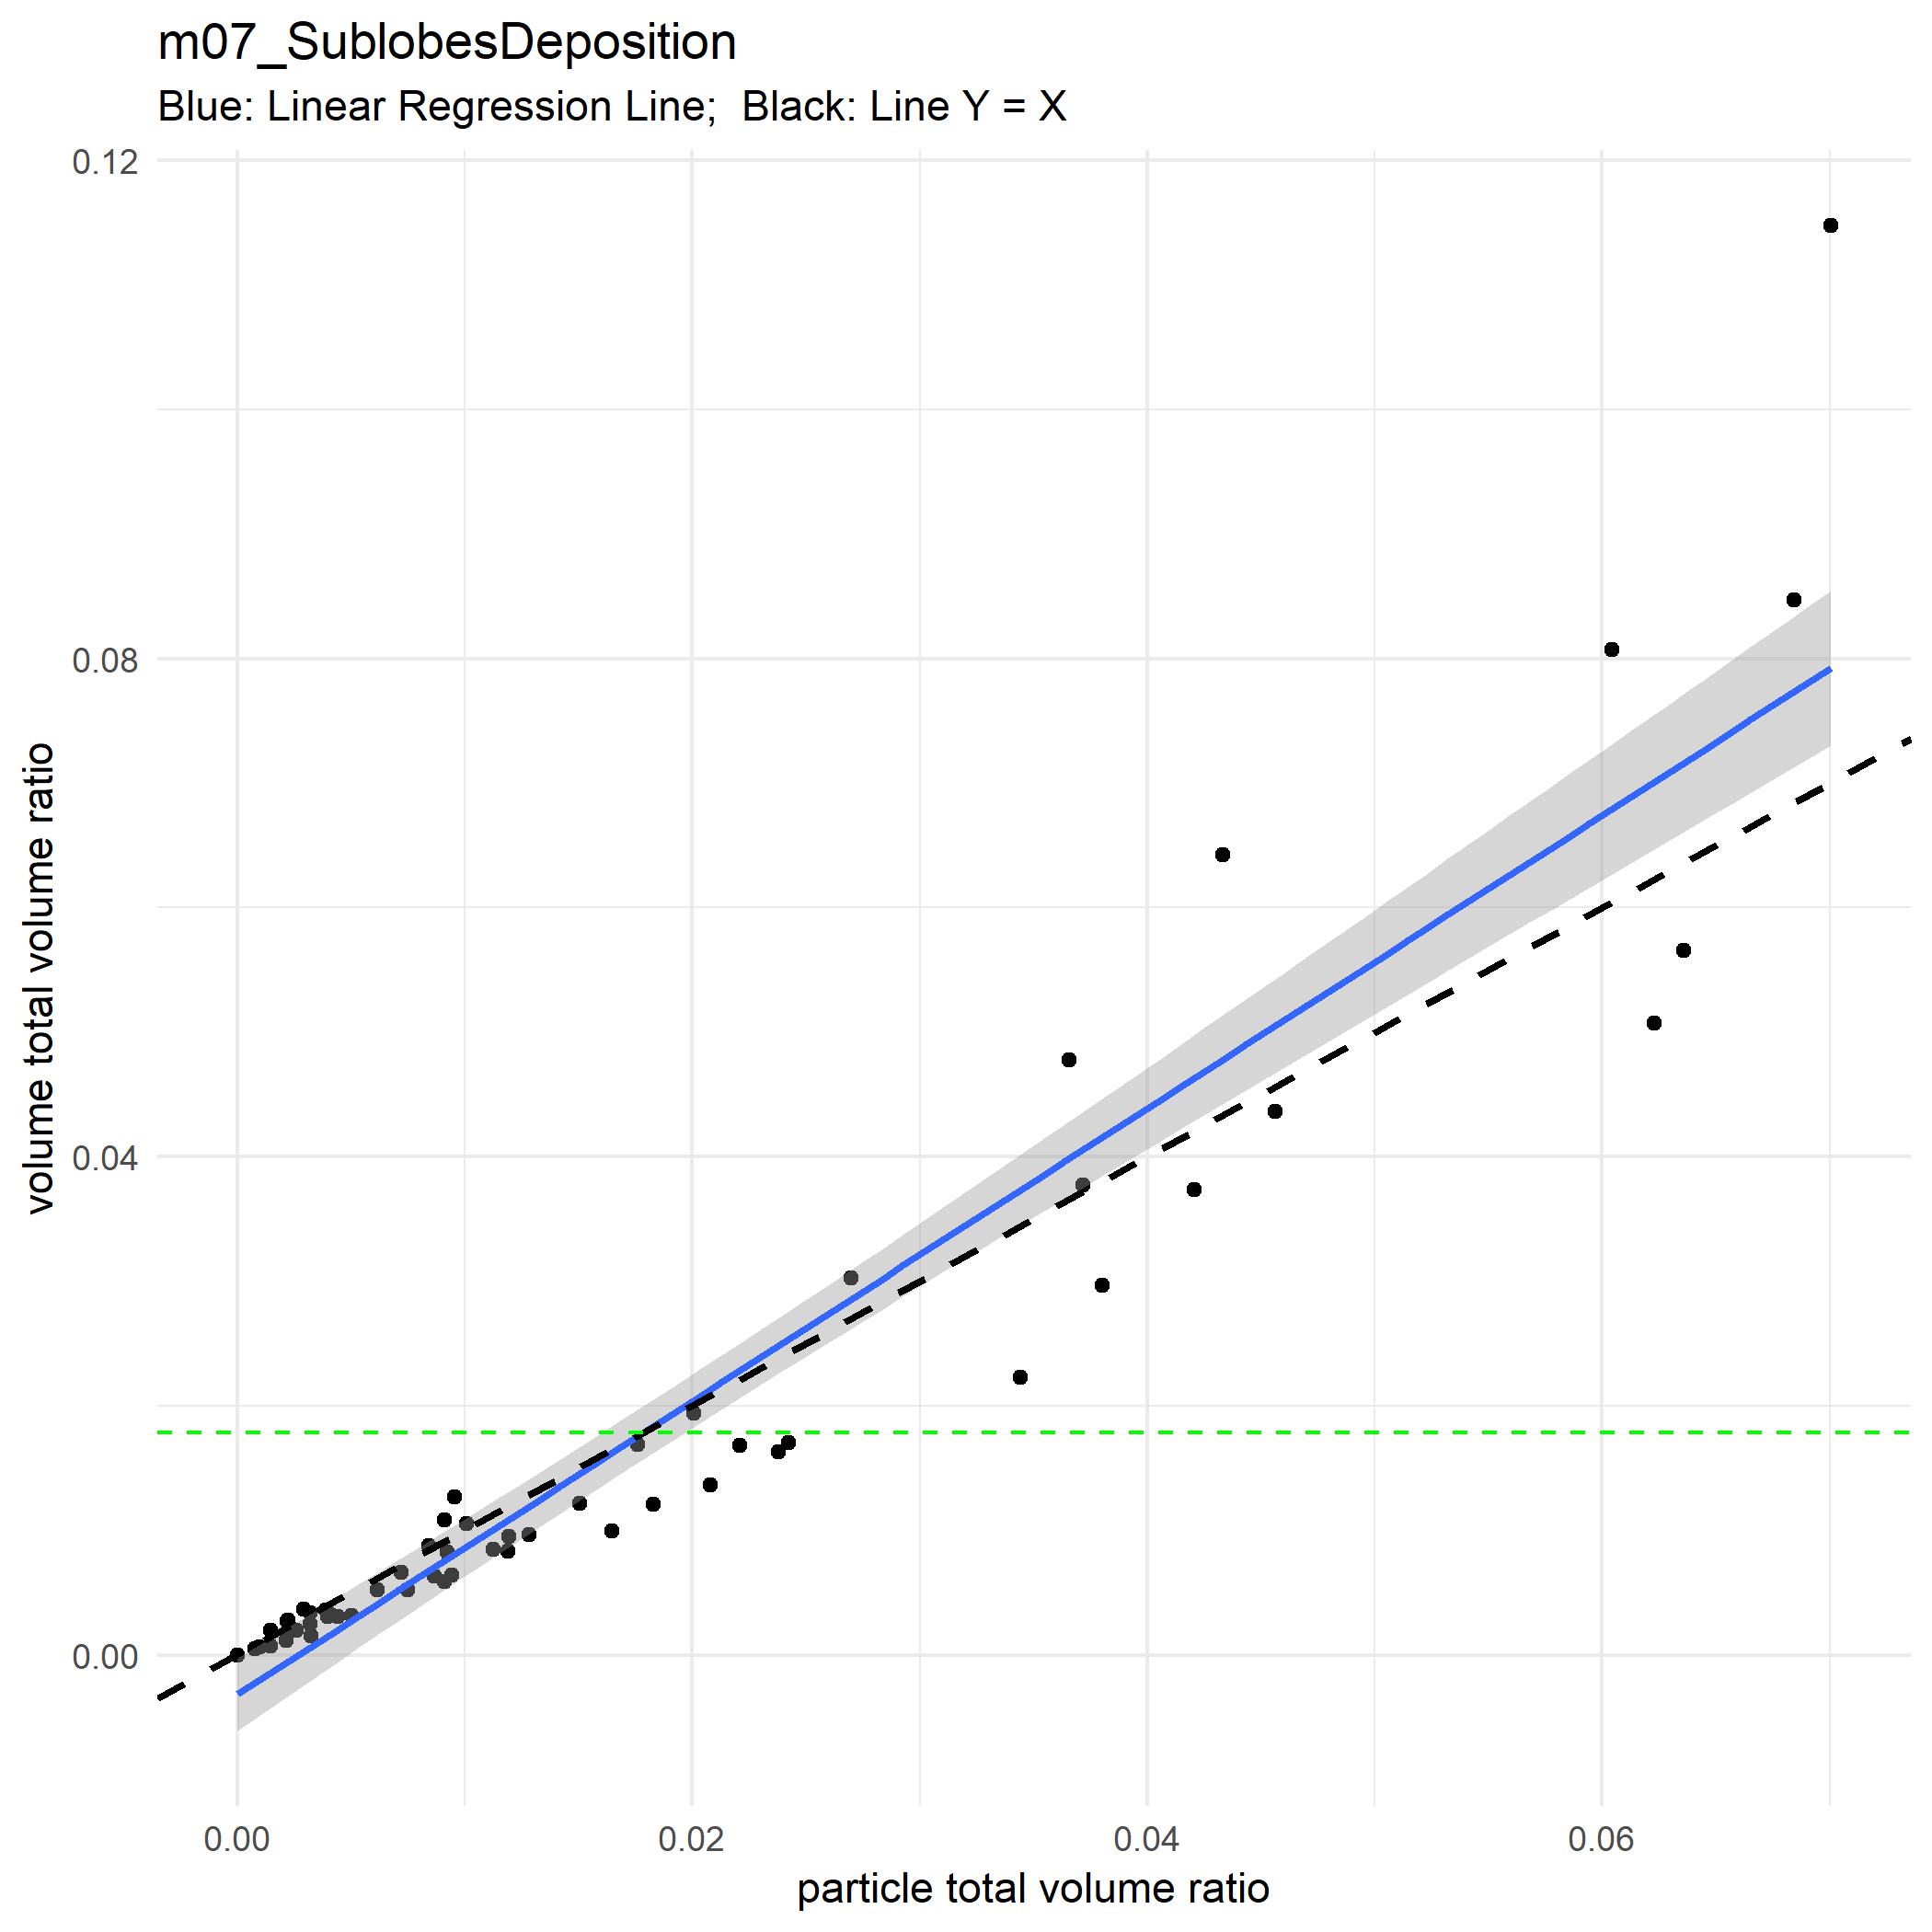 m07_SublobesDeposition
Blue: Linear Regression Line;  Black: Line Y = X
0.12
0.08
0.04
0.00
volume total volume ratio
0.00 0.02 0.04 0.06
particle total volume ratio